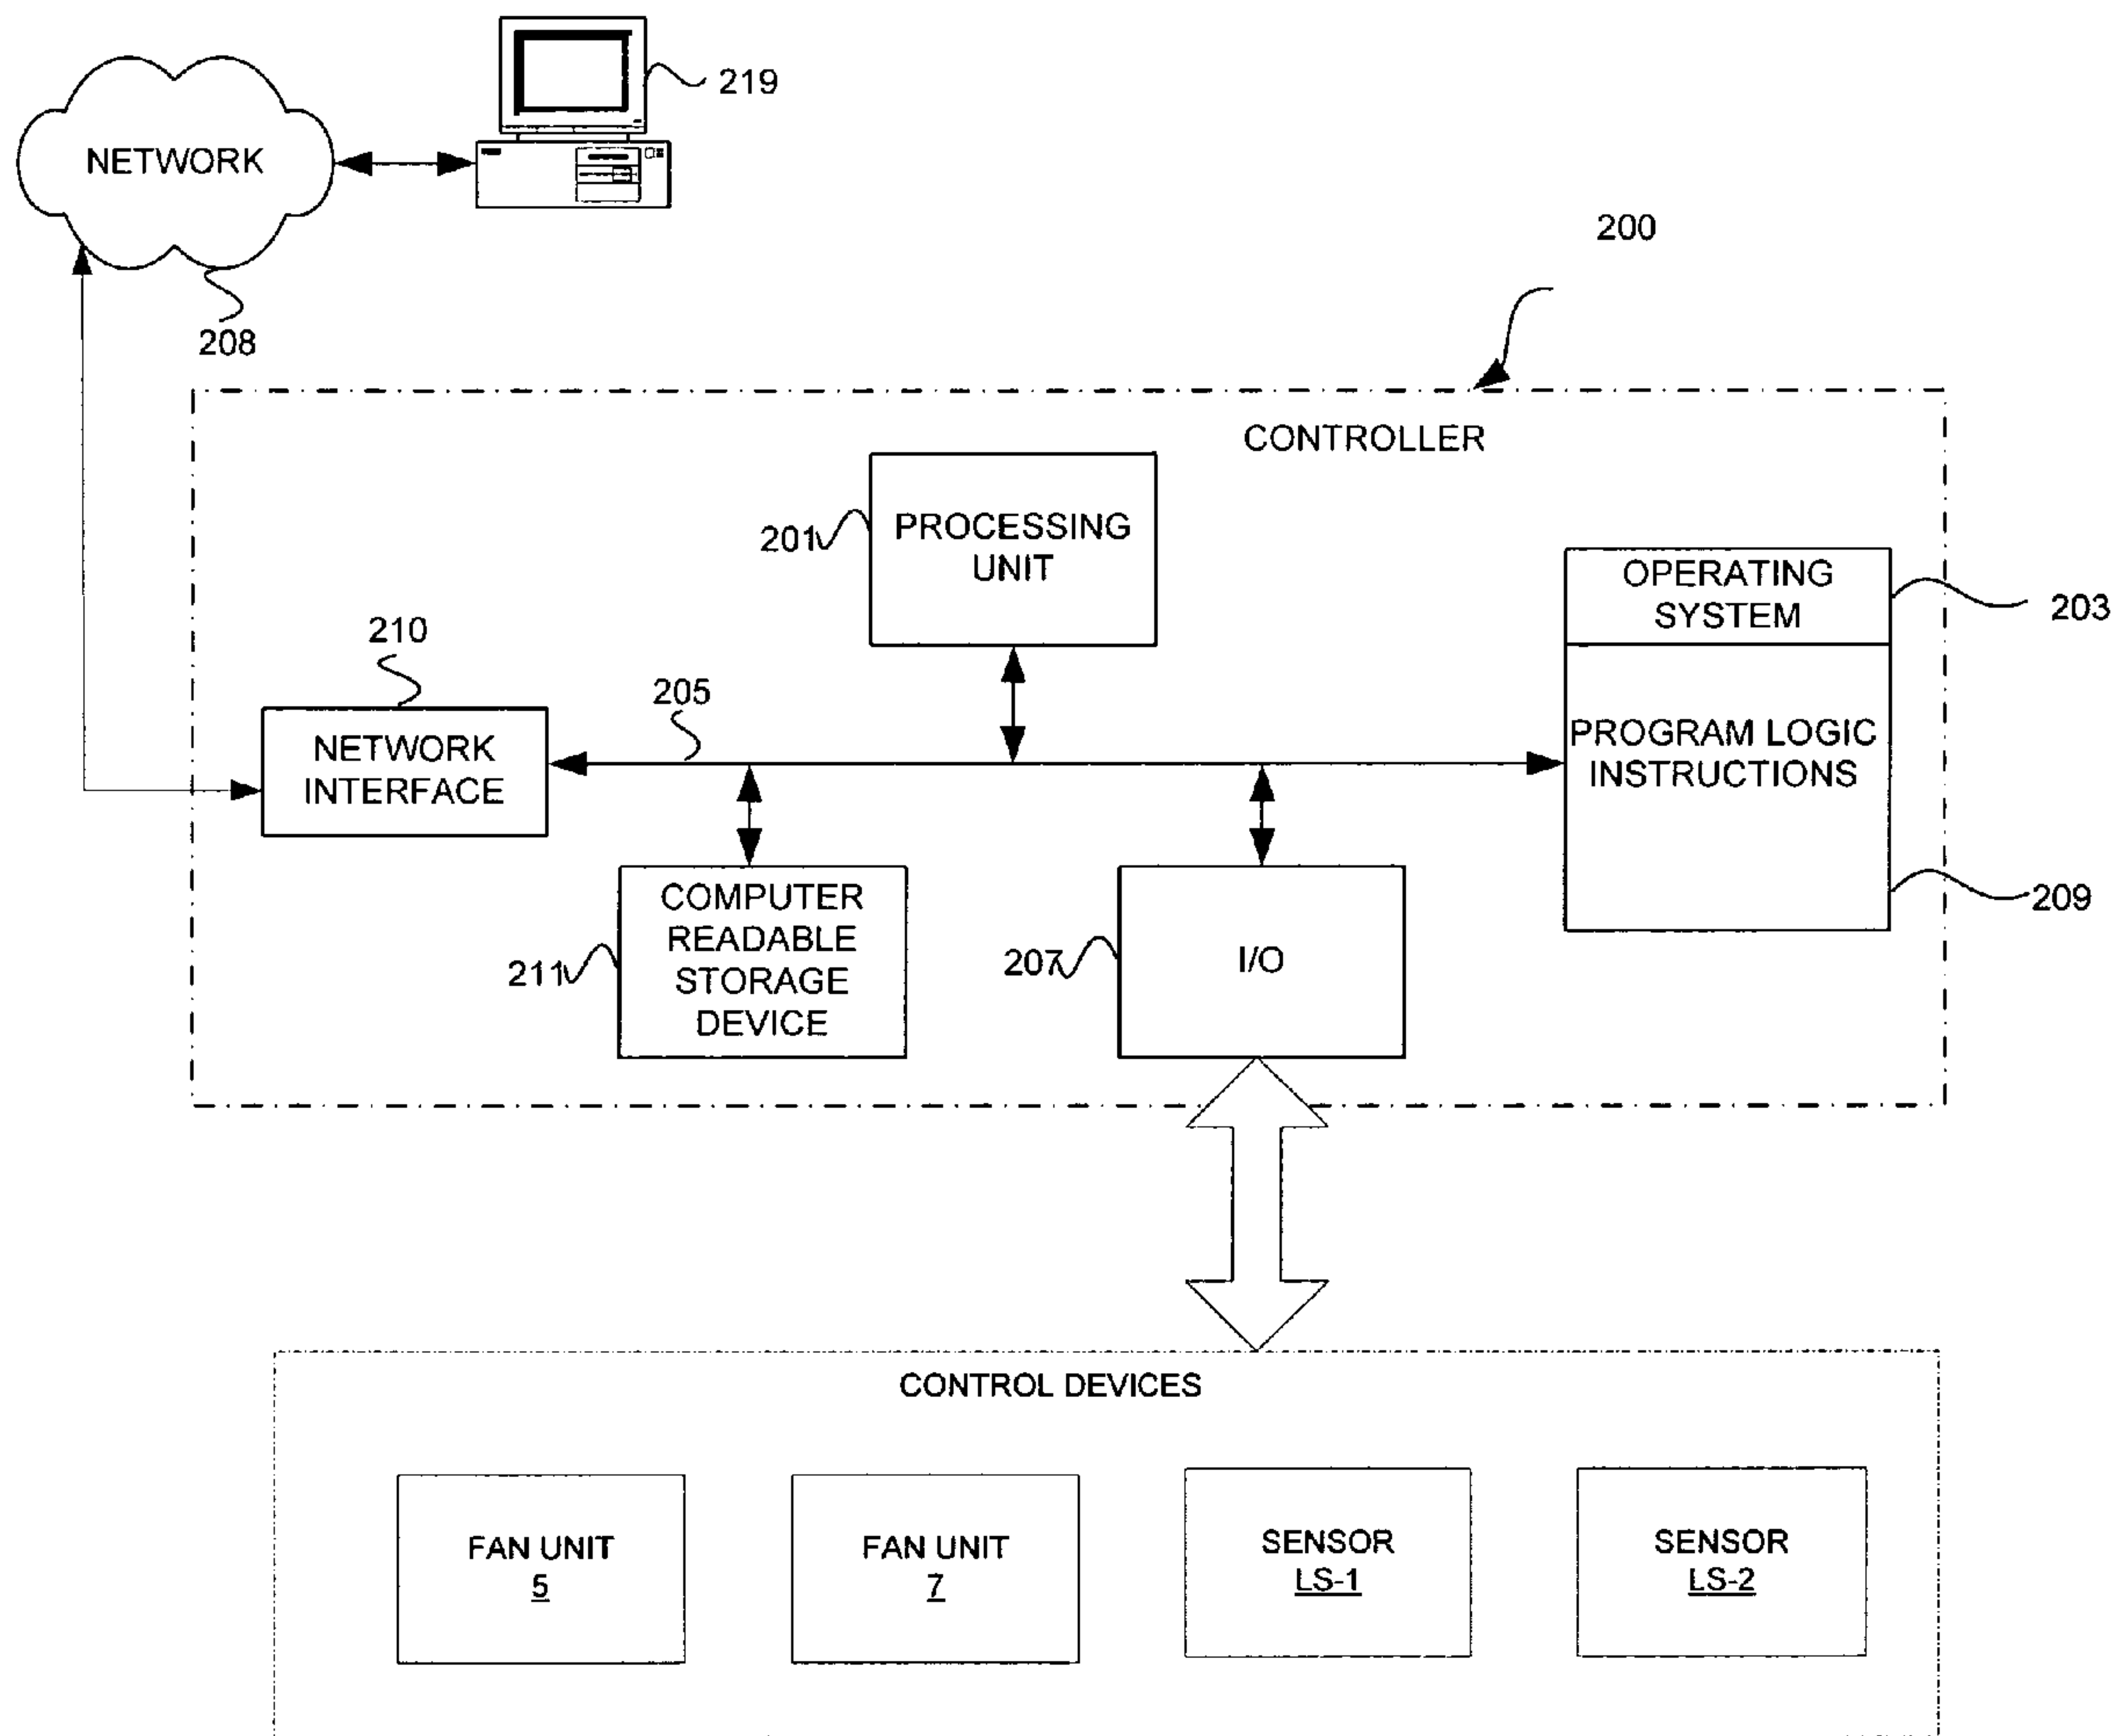 219
NETWORK
200
208
CONTROLLER
201
PROCESSING
UNIT
OPERATING
SYSTEM
203
210
205
NETWORK
INTERFACE
PROGRAM LOGIC
INSTRUCTIONS
209
211
COMPUTER
READABLE
STORAGE
DEVICE
207
I/O
CONTROL DEVICES
FAN UNIT
5
FAN UNIT
7
SENSOR
LS-1
SENSOR
LS-2